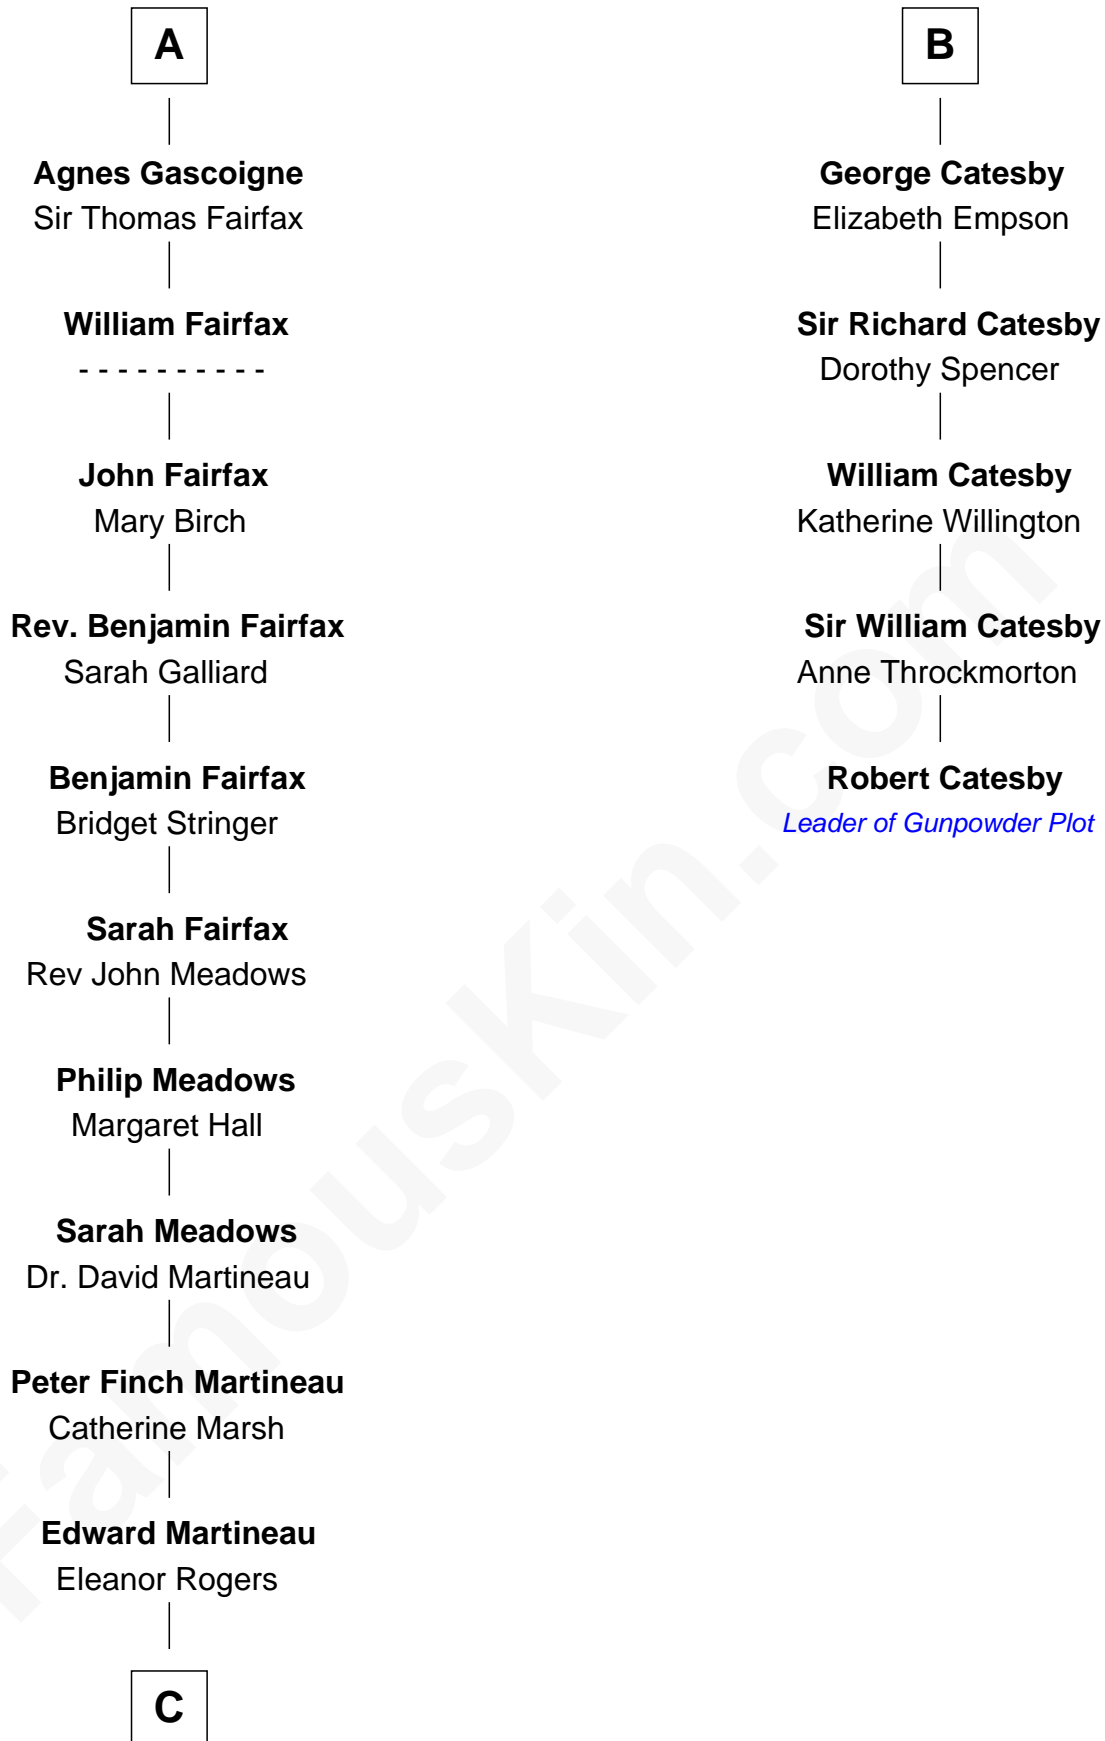 A
Agnes Gascoigne
Sir Thomas Fairfax
William Fairfax
- - - - - - - - - -
John Fairfax
Mary Birch
Rev. Benjamin Fairfax
Sarah Galliard
Benjamin Fairfax
Bridget Stringer
Sarah Fairfax
Rev John Meadows
Philip Meadows
Margaret Hall
Sarah Meadows
Dr. David Martineau
Peter Finch Martineau
Catherine Marsh
Edward Martineau
Eleanor Rogers
C
B
George Catesby
Elizabeth Empson
Sir Richard Catesby
Dorothy Spencer
William Catesby
Katherine Willington
Sir William Catesby
Anne Throckmorton
Robert Catesby
Leader of Gunpowder Plot
FamousKin.com